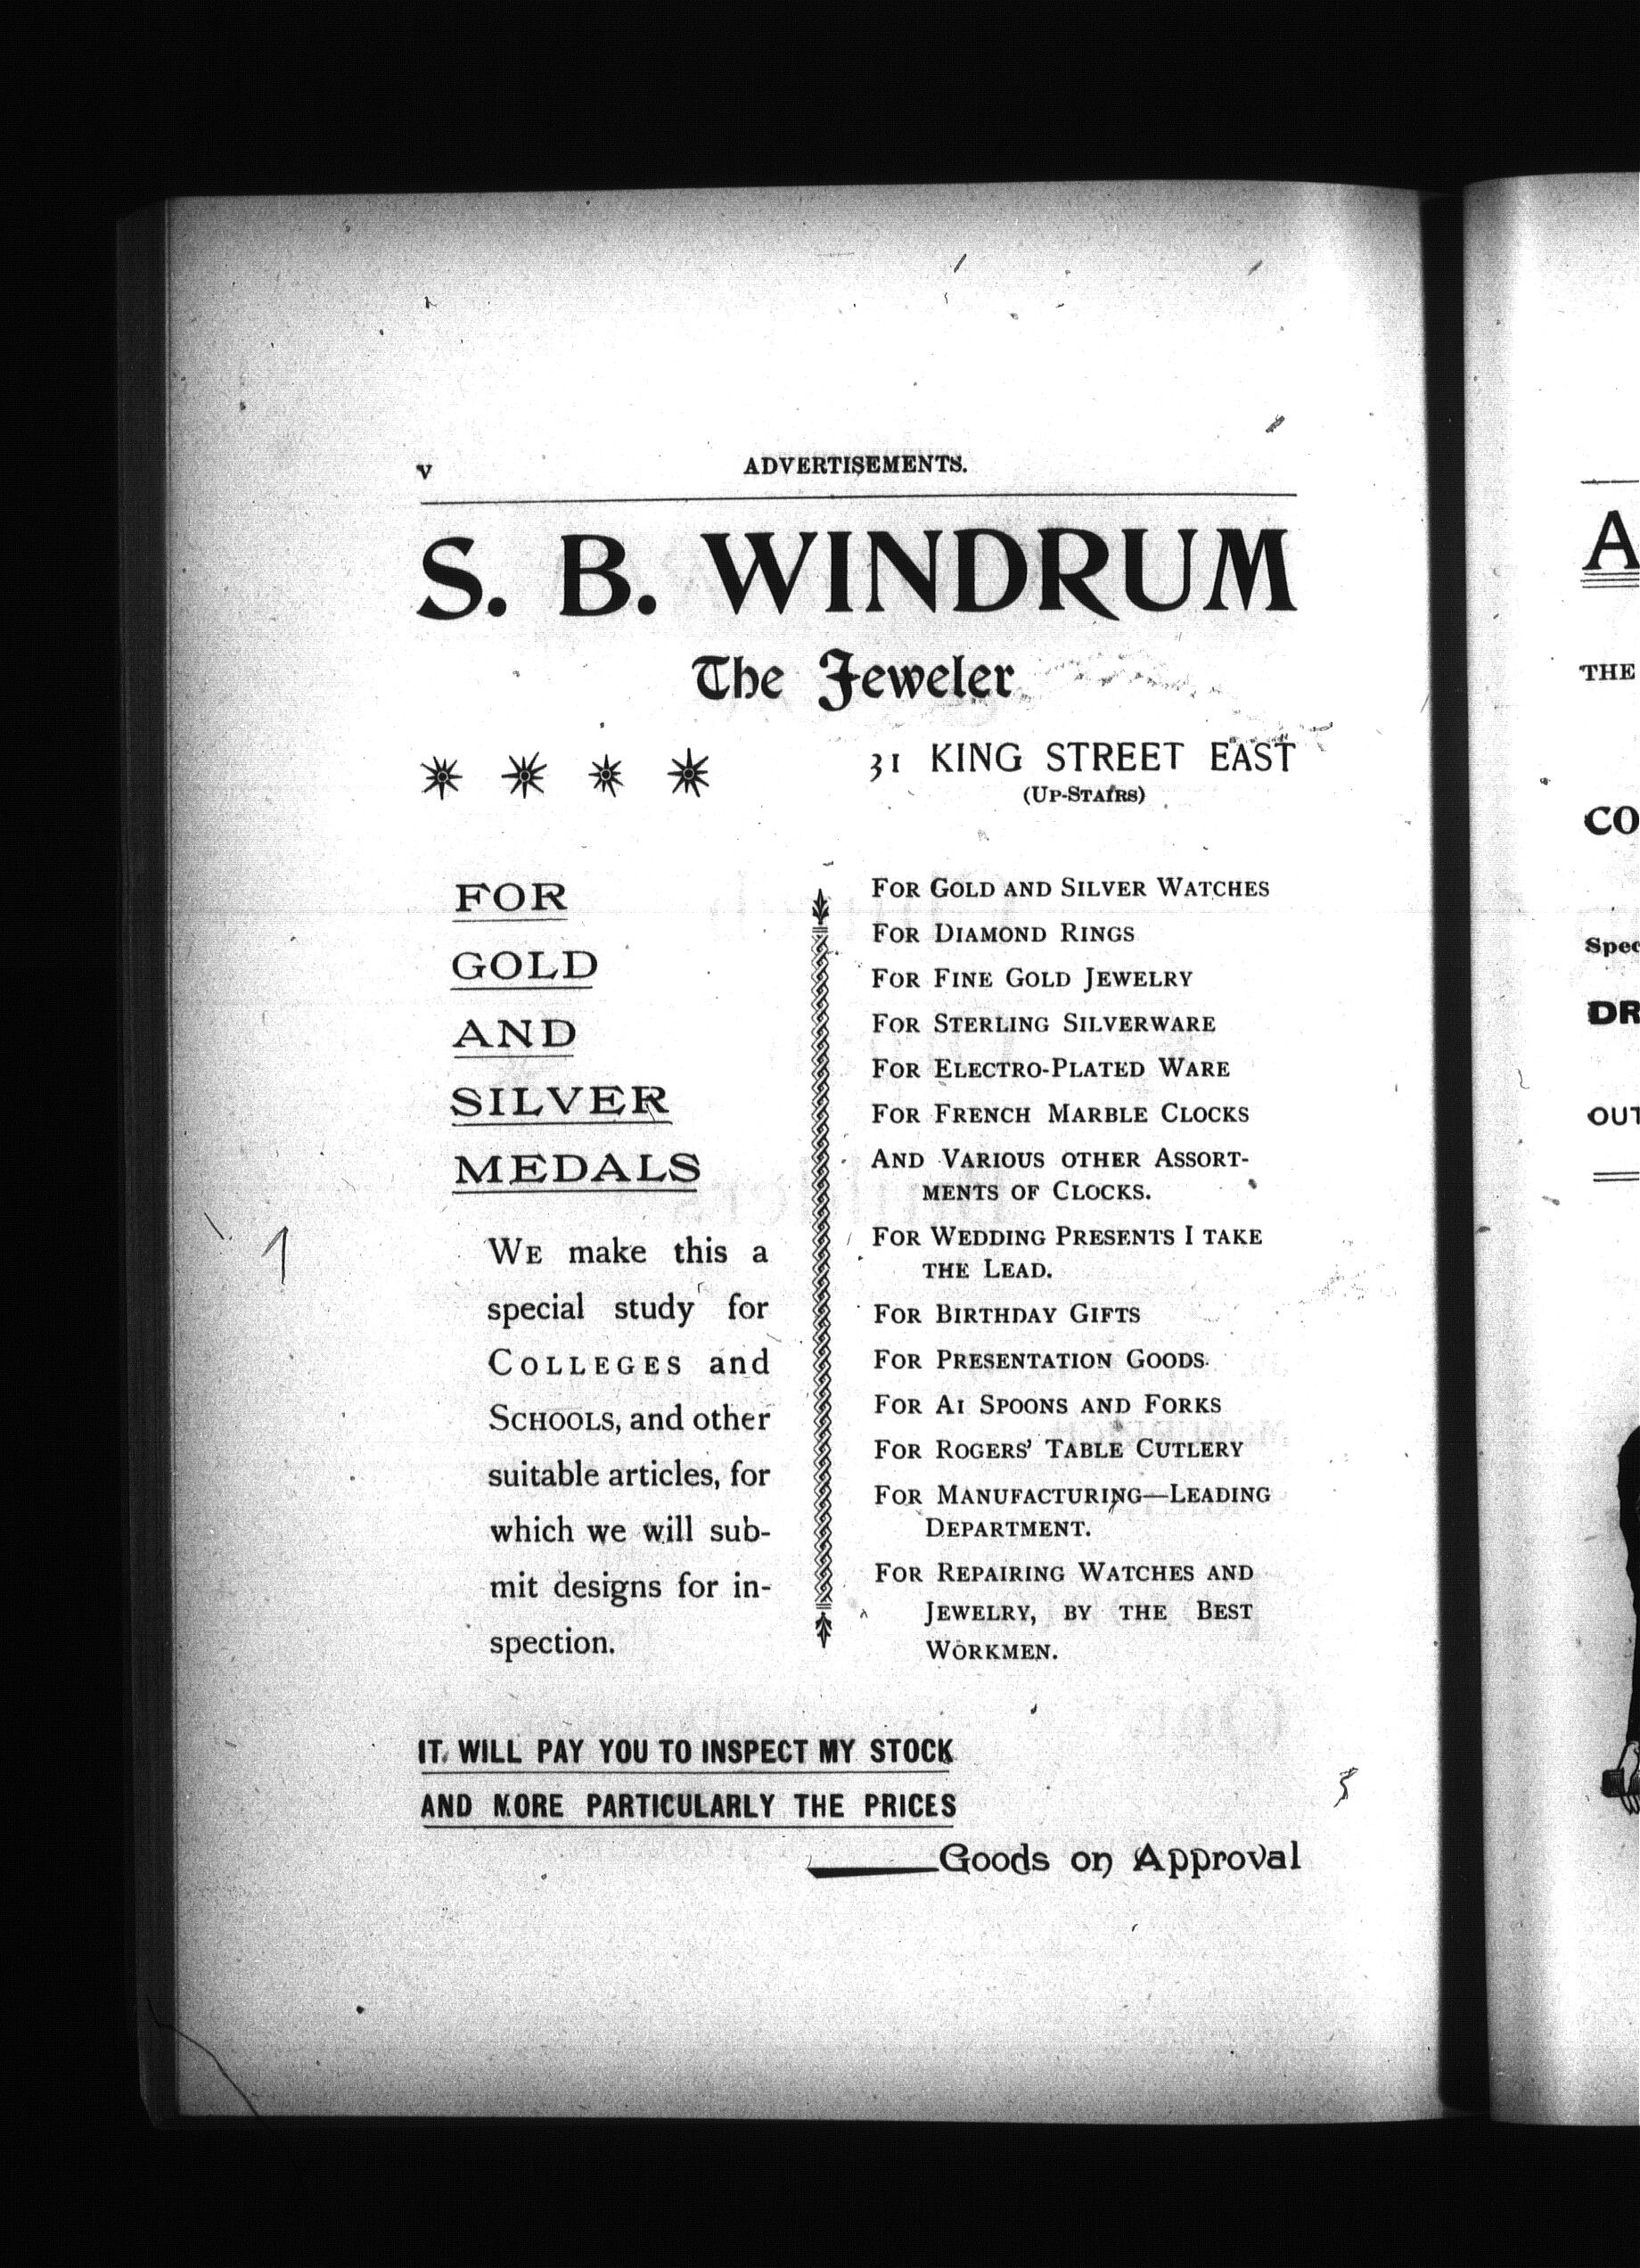 v
ADVERTISEMENTS.
S. B. WINDRUM
The Jeweler
31 KING STREET EAST
(UP-STAIRS)
FOR
GOLD
AND
SILVER
MEDALS
WE make this a
special study for
COLLEGES and
SCHOOLS, and other
suitable articles, for
which we will sub-
mit designs for in-
spection.
FOR GOLD AND SILVER WATCHES
FOR DIAMOND RINGS
FOR FINE GOLD JEWELRY
FOR STERLING SILVERWARE
FOR ELECTRO-PLATED WARE
FOR FRENCH MARBLE CLOCKS
AND VARIOUS OTHER ASSORT-
MENTS OF CLOCKS.
FOR WEDDING PRESENTS I TAKE
THE LEAD.
FOR BIRTHDAY GIFTS
FOR PRESENTATION GOODS.
FOR A1 SPOONS AND FORKS
FOR ROGERS' TABLE CUTLERY
FOR MANUFACTURING—LEADING
DEPARTMENT.
FOR REPAIRING WATCHES AND
JEWELRY, BY THE BEST
WORKMEN.
IT WILL PAY YOU TO INSPECT MY STOCK
AND MORE PARTICULARLY THE PRICES
Goods on Approval
A
THE
CO
Spec
DR
OUT